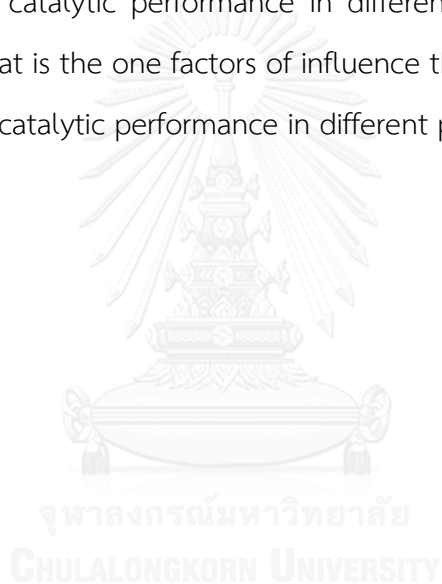 catalytic performance in differen
at is the one factors of influence t
catalytic performance in different p
จุฬาลงกรณ์มหาวิทยาลัย
CHULALONGKORN UNIVERSITY